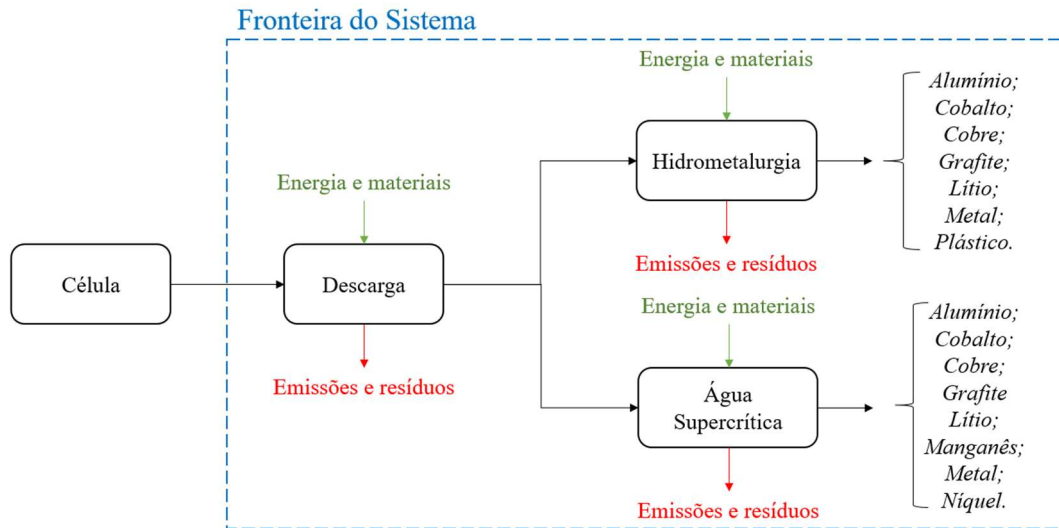 Fronteira do Sistema
Energia e materiais
Hidrometalurgia
Emissões e resíduos
Alumínio;
Cobalto;
Cobre;
Grafite;
Lítio;
Metal;
Plástico.
Energia e materiais
Célula
Descarga
Emissões e resíduos
Energia e materiais
Água
Supercrítica
Emissões e resíduos
Alumínio;
Cobalto;
Cobre;
Grafite
Lítio;
Manganês;
Metal;
Níquel.